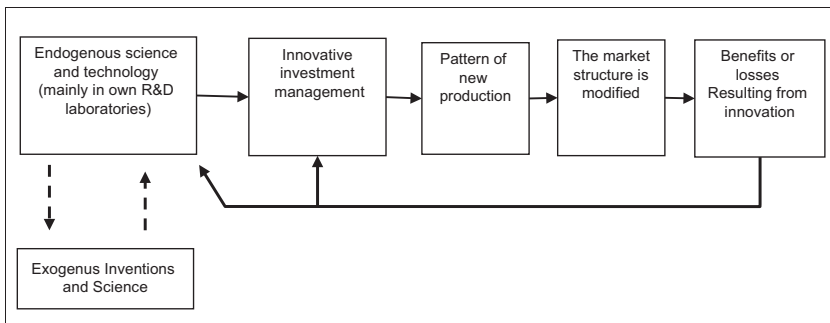 Endogenous science
and technology
(mainly in own R&D
laboratories)
Innovative
investment
management
Pattern of
new
production
The market
structure is
modified
Benefits or
losses
Resulting from
innovation
Exogenus Inventions
and Science